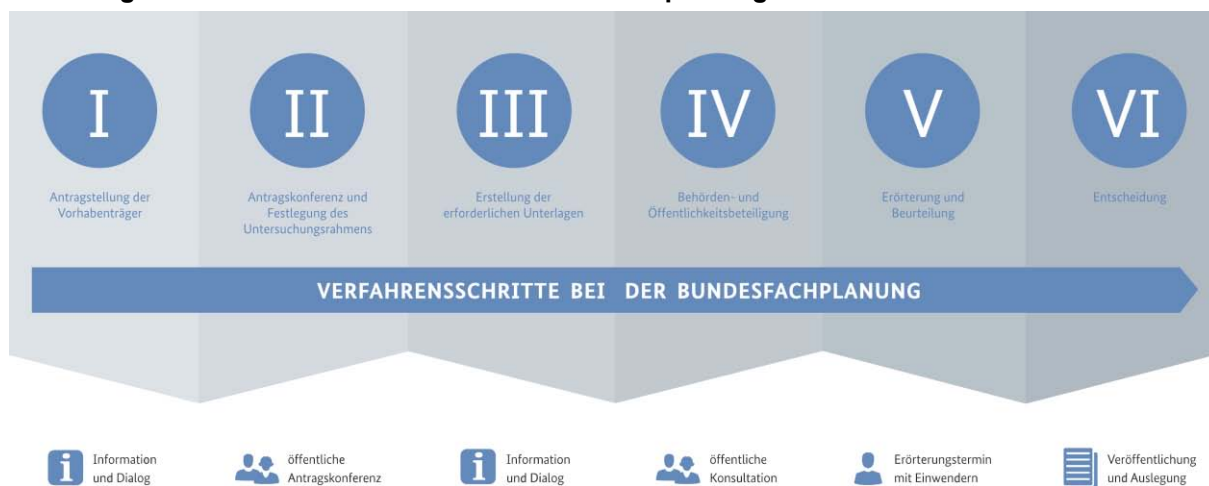 I
II
III
IV
V
VI
Antragstellung der
Vorhabenträger
Antragskonferenz und
Festlegung des
Untersuchungsrahmens
Erstellung der
erforderlichen Unterlagen
Behörden- und
Öffentlichkeitsbeteiligung
Erörterung und
Beurteilung
Entscheidung
VERFAHRENSSCHRITTE BEI DER BUNDESFACHPLANUNG
Information
und Dialog
öffentliche
Antragskonferenz
Information
und Dialog
öffentliche
Konsultation
Erörterungstermin
mit Einwendern
Veröffentlichung
und Auslegung